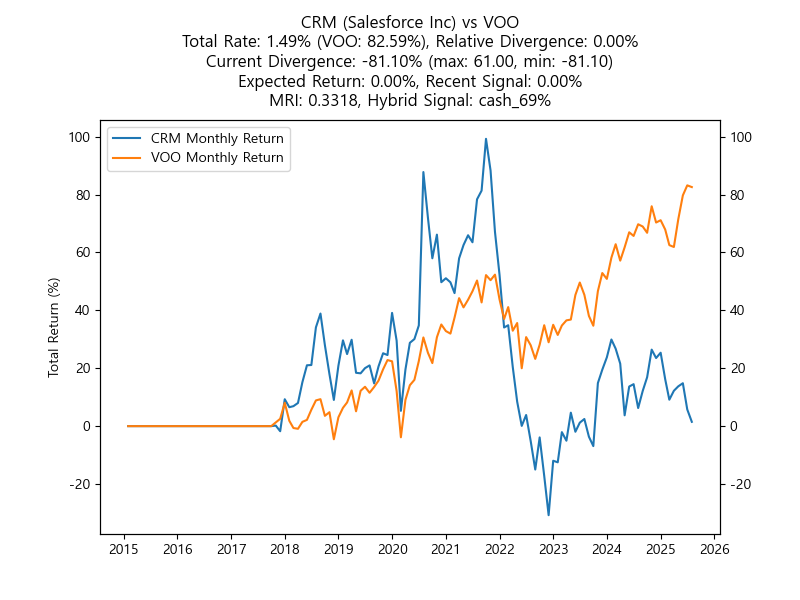 CRM (Salesforce Inc) vs VOO
Total Rate: 1.49% (VOO: 82.59%), Relative Divergence: 0.00%
Current Divergence: -81.10% (max: 61.00, min: -81.10)
Expected Return: 0.00%, Recent Signal: 0.00%
MRI: 0.3318, Hybrid Signal: cash_69%
CRM Monthly Return
VOO Monthly Return
Total Return (%)
100
80
60
40
20
0
-20
100
80
60
40
20
0
-20
2015 2016 2017 2018 2019 2020 2021 2022 2023 2024 2025 2026